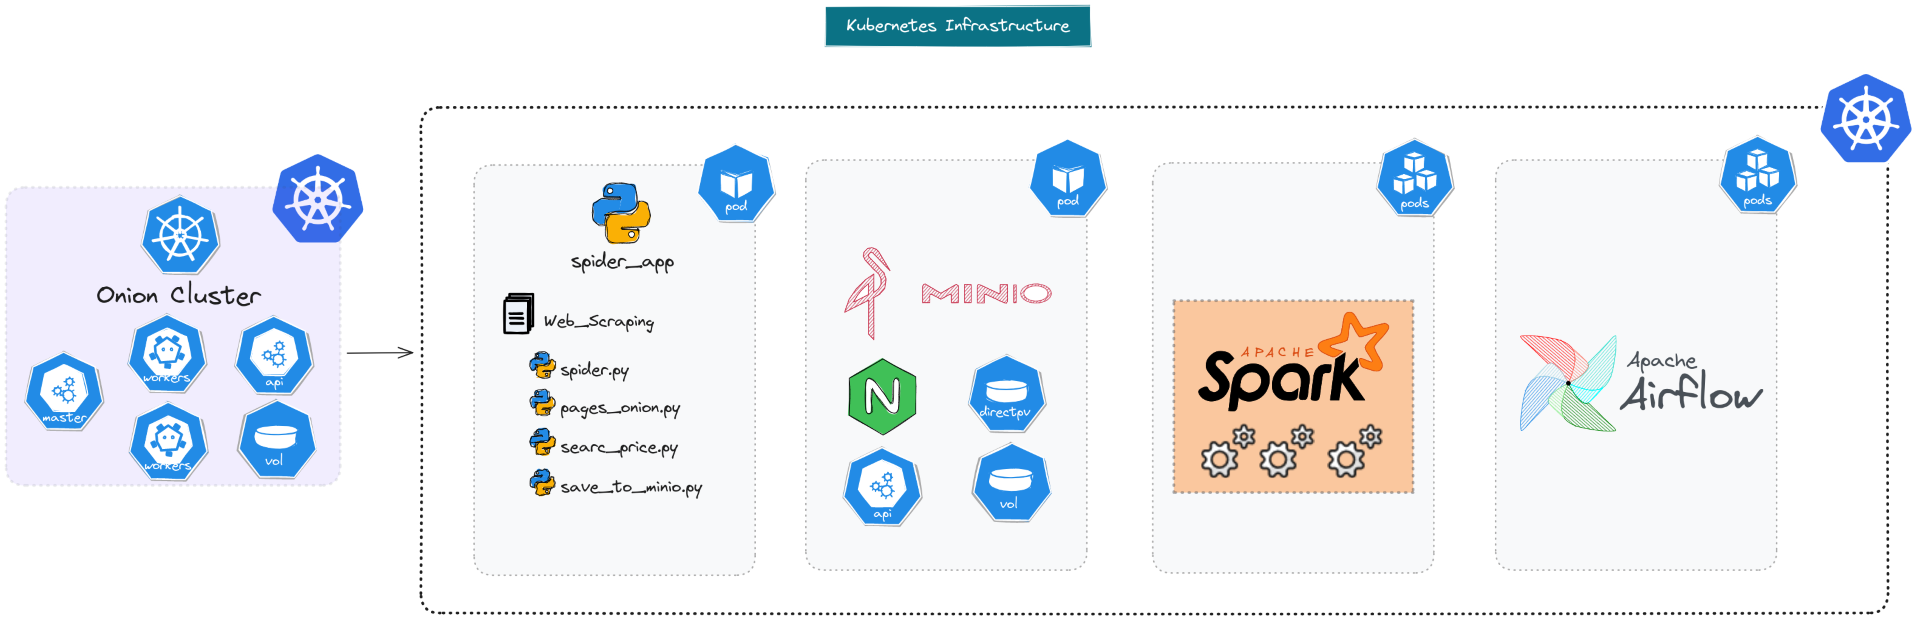 Kubernetes Infrastructure
Onion Cluster
master
workers
api
workers
vol
pod
spider_app
Web_Scraping
spider.py
pages_onion.py
searc_price.py
save_to_minio.py
pod
MINIO
N
directpv
api
vol
pods
APACHE
Spark
pods
Apache
Airflow